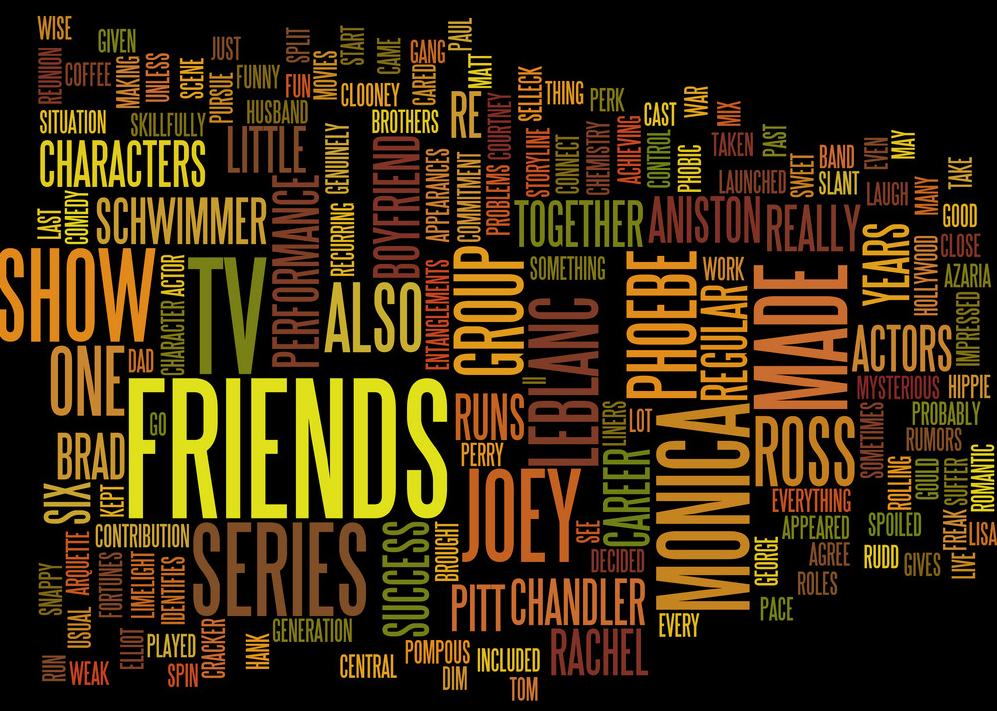 WISE
GIVEN
JUST
SPLIT
START
CAME
GANG
PAUL
REUNION
COFFEE
MAKING
UNLESS
SCENE
PURSUE
FUNNY
FUN
MOVIES
CLOONEY
CARED
MATT
SELLECK
THING
PERK
CAST
WAR
MIX
SITUATION
SKILLFULLY
HUSBAND
BROTHERS
RE
COURTNEY
STORYLINE
CONNECT
CHEMISTRY
ACHIEVING
CONTROL
PHOBIC
TAKEN
PAST
EVEN
MAY
CHARACTERS
LITTLE
GENUINELY
BOYFRIEND
APPEARANCES
COMMITMENT
PROBLEMS
LAUNCHED
SWEET
BAND
SLANT
LAUGH
MANY
TAKE
LAST
COMEDY
SCHWIMMER
PERFORMANCE
RECURRING
TOGETHER
ANISTON
REALLY
YEARS
GOOD
HOLLYWOOD
CLOSE
SHOW
ACTOR
CHARACTER
TV
ALSO
ENTANGLEMENTS
GROUP
SOMETHING
LEBLANC
II
PHOEBE
WORK
REGULAR
MADE
AZARIA
IMPRESSED
ONE
DAD
ACTORS
MYSTERIOUS
HIPPIE
FRIENDS
GO
RUNS
LINERS
LOT
MONICA
ROSS
SOMETIMES
PROBABLY
RUMORS
BRAD
PERRY
SIX
KEPT
JOEY
SEE
CAREER
EVERYTHING
ROLLING
GOULD
SUFFER
ROMANTIC
CONTRIBUTION
SERIES
SUCCESS
BROUGHT
DECIDED
GEORGE
APPEARED
SPOILED
FREAK
LISA
SNAPPY
ARQUETTE
FORTUNES
LIMELIGHT
IDENTIFIES
AGREE
RUDD
GIVES
LIVE
ROLES
PITT
CHANDLER
PACE
USUAL
ELLIOT
PLAYED
CRACKER
HANK
GENERATION
EVERY
RUN
WEAK
SPIN
CENTRAL
POMPOUS
DIM
INCLUDED
RACHEL
TOM